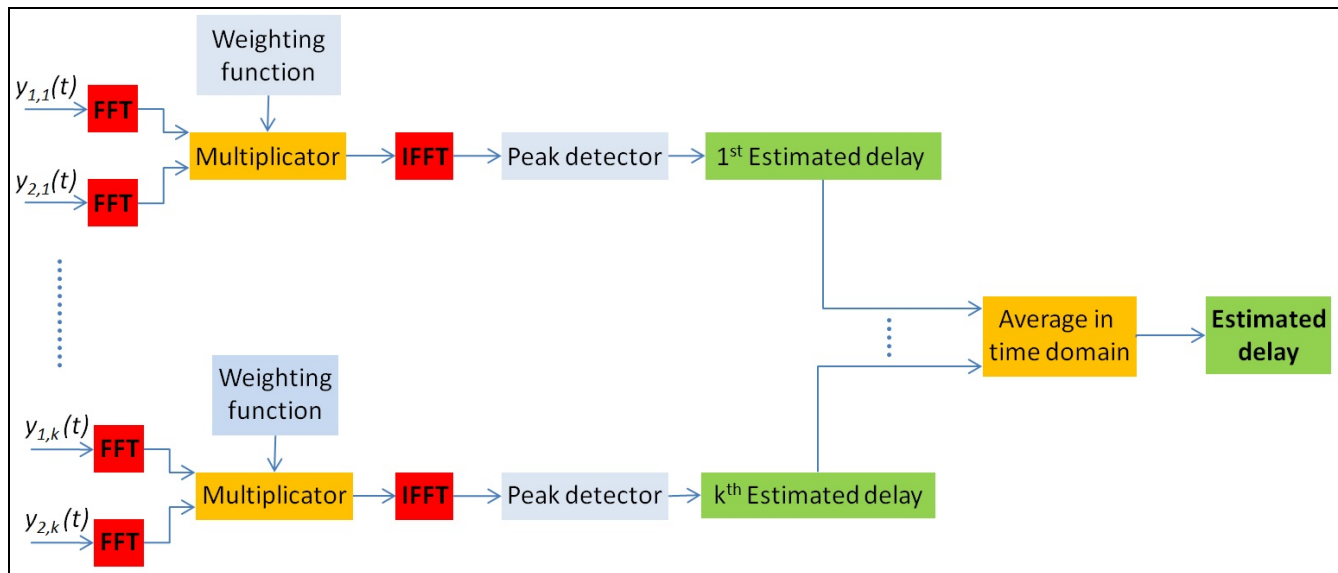 Weighting
function
y1,1(t)
FFT
Multiplicator
IFFT
Peak detector
1st Estimated delay
y2,1(t)
FFT
Average in
time domain
Estimated
delay
Weighting
function
y1,k(t)
FFT
Multiplicator
IFFT
Peak detector
kth Estimated delay
y2,k(t)
FFT